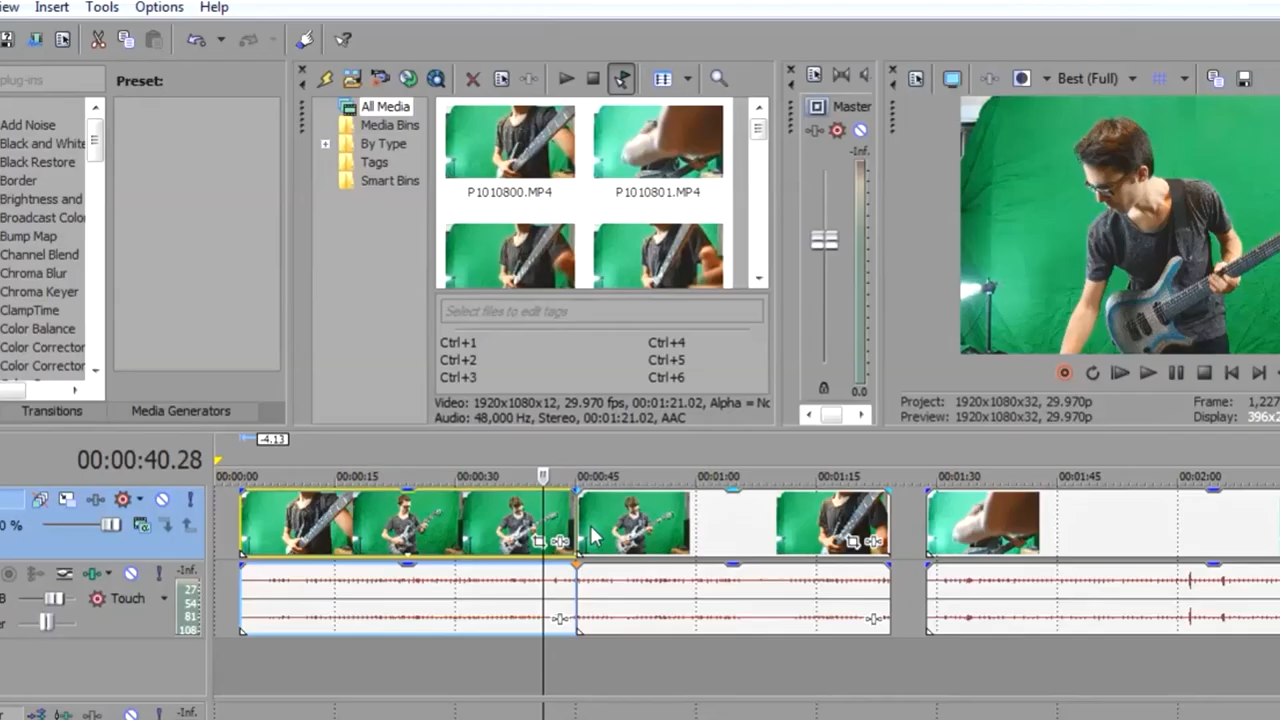 iew Insert Tools Options Help
plug-ins
Preset:
Add Noise
Black and White
Black Restore
Border
Brightness and
Broadcast Color
Bump Map
Channel Blend
Chroma Blur
Chroma Keyer
ClampTime
Color Balance
Color Corrector
Color Corrector
Transitions Media Generators
All Media
Media Bins
By Type
Tags
Smart Bins
P1010800.MP4 P1010801.MP4
Select files to edit tags
Ctrl+1 Ctrl+4
Ctrl+2 Ctrl+5
Ctrl+3 Ctrl+6
Video: 1920x1080x12, 29.970 fps, 00:01:21.02, Alpha = No
Audio: 48,000 Hz, Stereo, 00:01:21.02, AAC
Master
-Inf.
0.0
Best (Full)
Project: 1920x1080x32, 29.970p Frame: 1,227
Preview: 1920x1080x32, 29.970p Display: 396x2
-4.13
00:00:40.28
00:00:00 00:00:15 00:00:30 00:00:45 00:01:00 00:01:15 00:01:30 00:01:45 00:02:00
0 %
-Inf.
27
54
81
108
B Touch
er
-Inf.